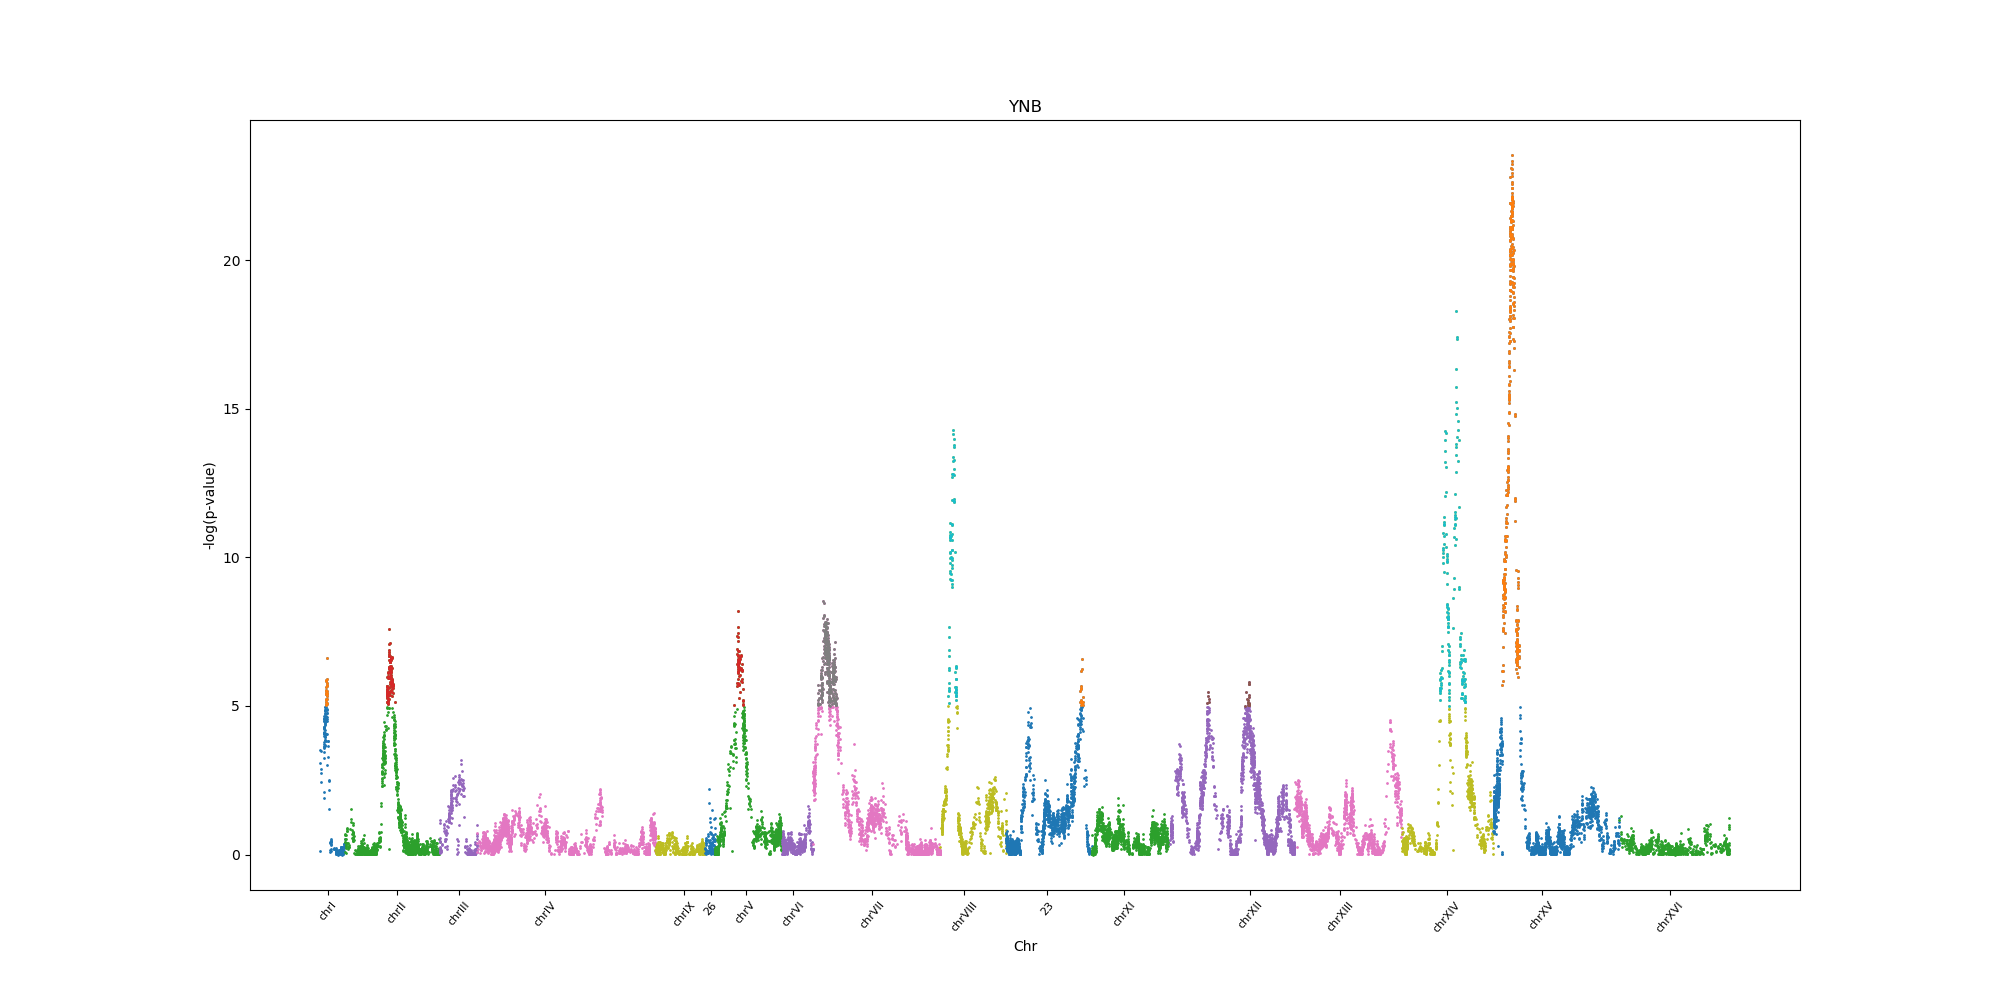 YNB
-log(p-value)
20
15
10
5
0
chrI
chrII
chrIII
chrIV
chrIX
26
chrV
chrVI
chrVII
chrVIII
23
chrXI
chrXII
chrXIII
chrXIV
chrXV
chrXVI
Chr